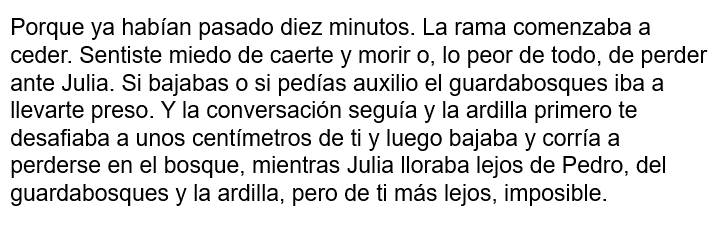 Porque ya habían pasado diez minutos. La rama comenzaba a
ceder. Sentiste miedo de caerte y morir o, lo peor de todo, de perder
ante Julia. Si bajabas o si pedías auxilio el guardabosques iba a
llevarte preso. Y la conversación seguía y la ardilla primero te
desafiaba a unos centímetros de ti y luego bajaba y corría a
perderse en el bosque, mientras Julia lloraba lejos de Pedro, del
guardabosques y la ardilla, pero de ti más lejos, imposible.